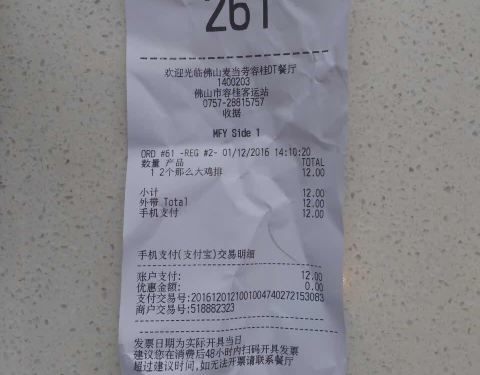 261
欢迎光临佛山麦当劳容桂DT餐厅
1400203
佛山市容桂客运站
0757-28815757
收据
MFY Side 1
ORD #61 -REG #2- 01/12/2016 14:10:20
数量 产品 TOTAL
1 2个那么大鸡排 12.00
小计 12.00
外带 Total 12.00
手机支付 12.00
手机支付(支付宝)交易明细
账户支付: 12.00
优惠金额: 0.00
支付交易号:2016120121001004740272153083
商户交易号:518882323
发票日期为实际开具当日
建议您在消费后48小时内扫码开具发票
超过建议时间,如无法开票请联系餐厅